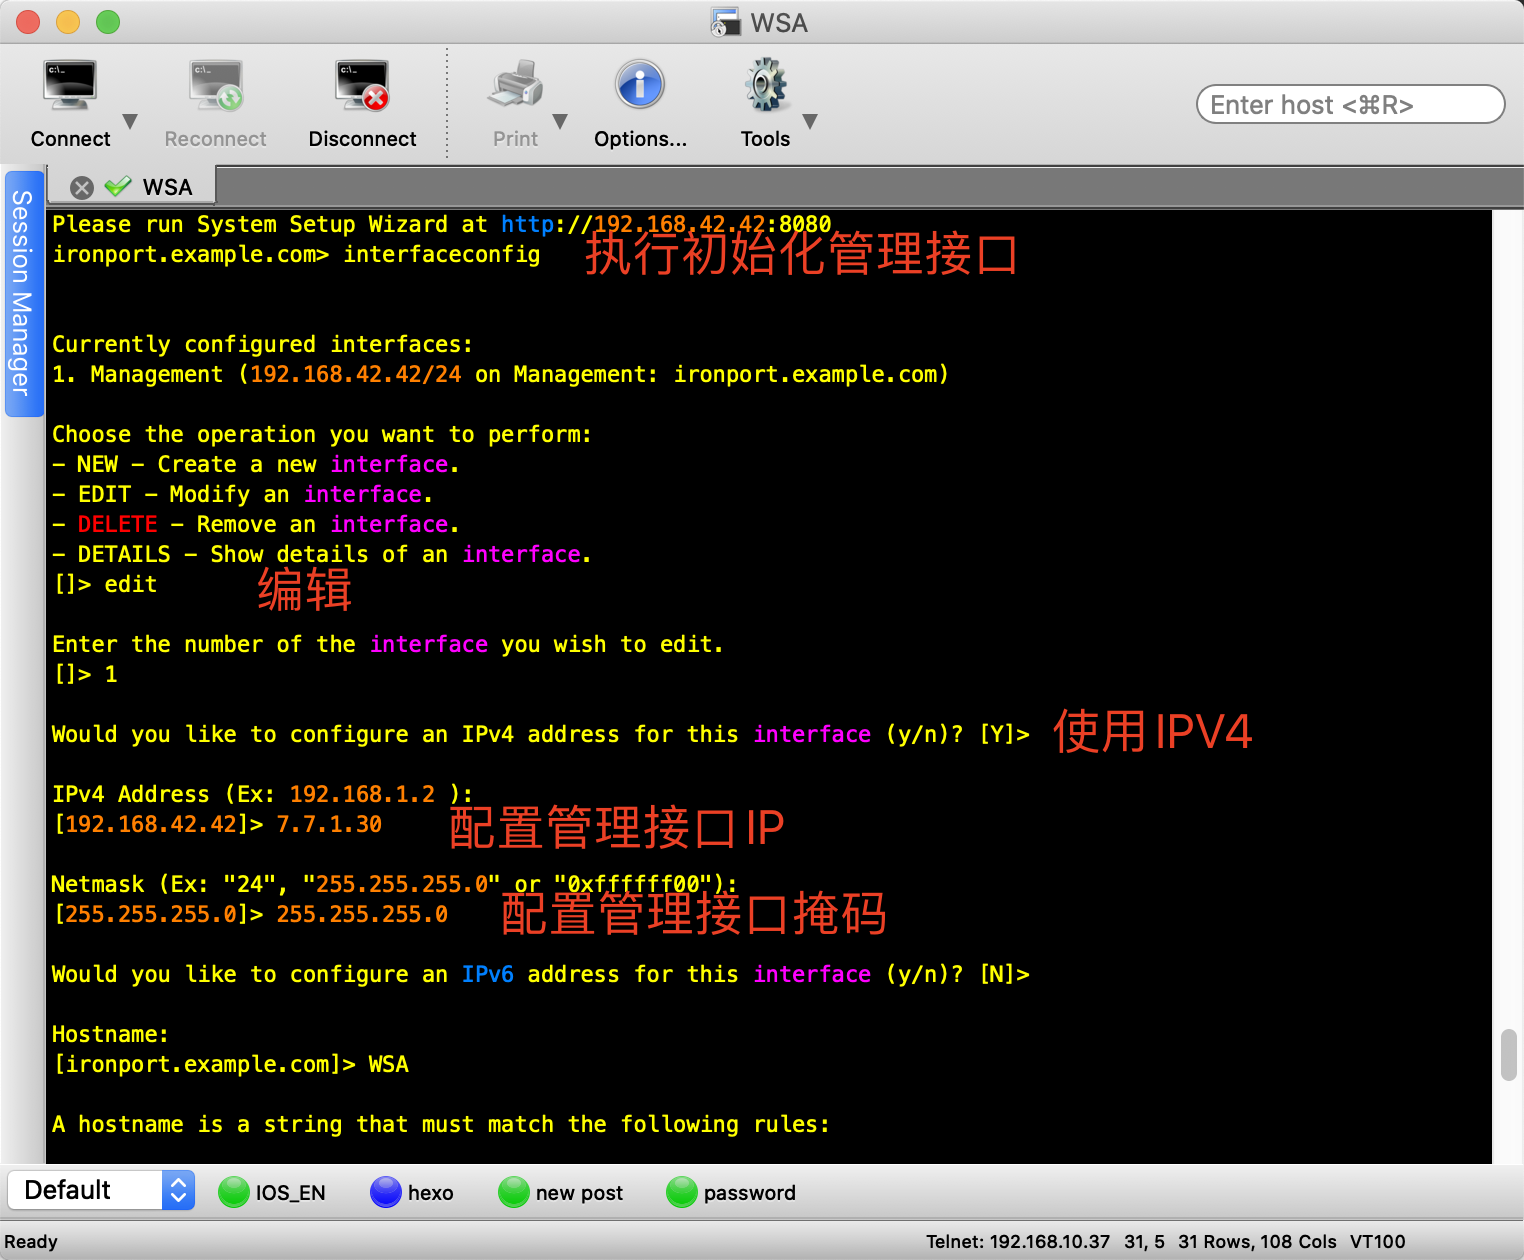 WSA
Connect
Reconnect
Disconnect
Print
Options...
Tools
Enter host <⌘R>
Session Manager
WSA
Please run System Setup Wizard at http://192.168.42.42:8080
ironport.example.com> interfaceconfig
执行初始化管理接口
Currently configured interfaces:
1. Management (192.168.42.42/24 on Management: ironport.example.com)
Choose the operation you want to perform:
- NEW - Create a new interface.
- EDIT - Modify an interface.
- DELETE - Remove an interface.
- DETAILS - Show details of an interface.
[]> edit
编辑
Enter the number of the interface you wish to edit.
[]> 1
Would you like to configure an IPv4 address for this interface (y/n)? [Y]>
使用IPV4
IPv4 Address (Ex: 192.168.1.2 ):
[192.168.42.42]> 7.7.1.30
配置管理接口IP
Netmask (Ex: "24", "255.255.255.0" or "0xffffff00"):
[255.255.255.0]> 255.255.255.0
配置管理接口掩码
Would you like to configure an IPv6 address for this interface (y/n)? [N]>
Hostname:
[ironport.example.com]> WSA
A hostname is a string that must match the following rules:
Default
IOS_EN
hexo
new post
password
Ready
Telnet: 192.168.10.37 31, 5 31 Rows, 108 Cols VT100